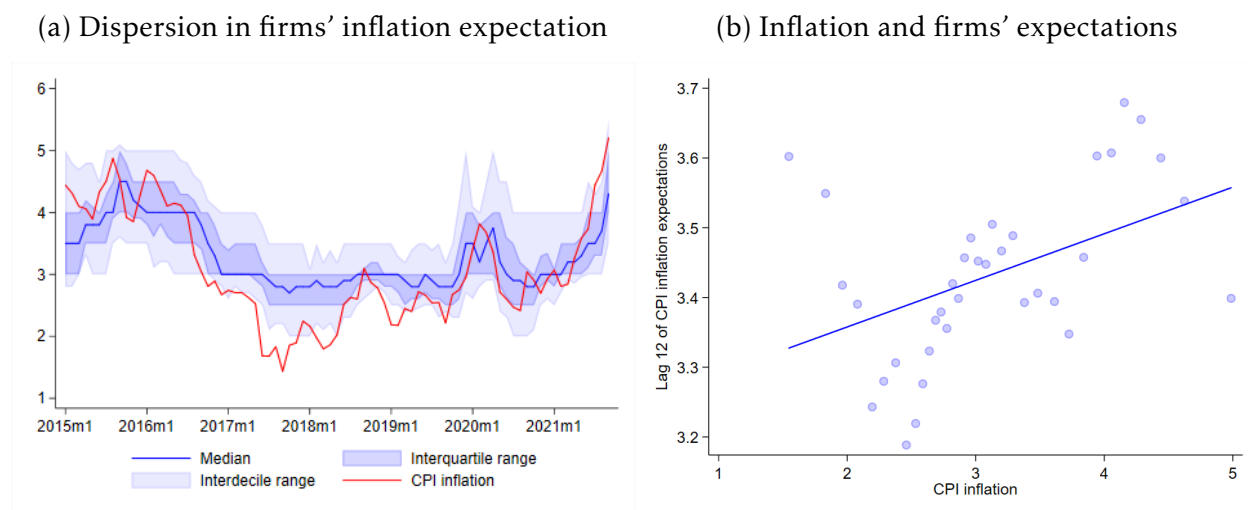 (a) Dispersion in firms’ inflation expectation
6
5
4
3
2
1
2015m1 2016m1 2017m1 2018m1 2019m1 2020m1 2021m1
Median
Interquartile range
Interdecile range
CPI inflation
(b) Inflation and firms’ expectations
Lag 12 of CPI inflation expectations
3.7
3.6
3.5
3.4
3.3
3.2
1 2 3 4 5
CPI inflation